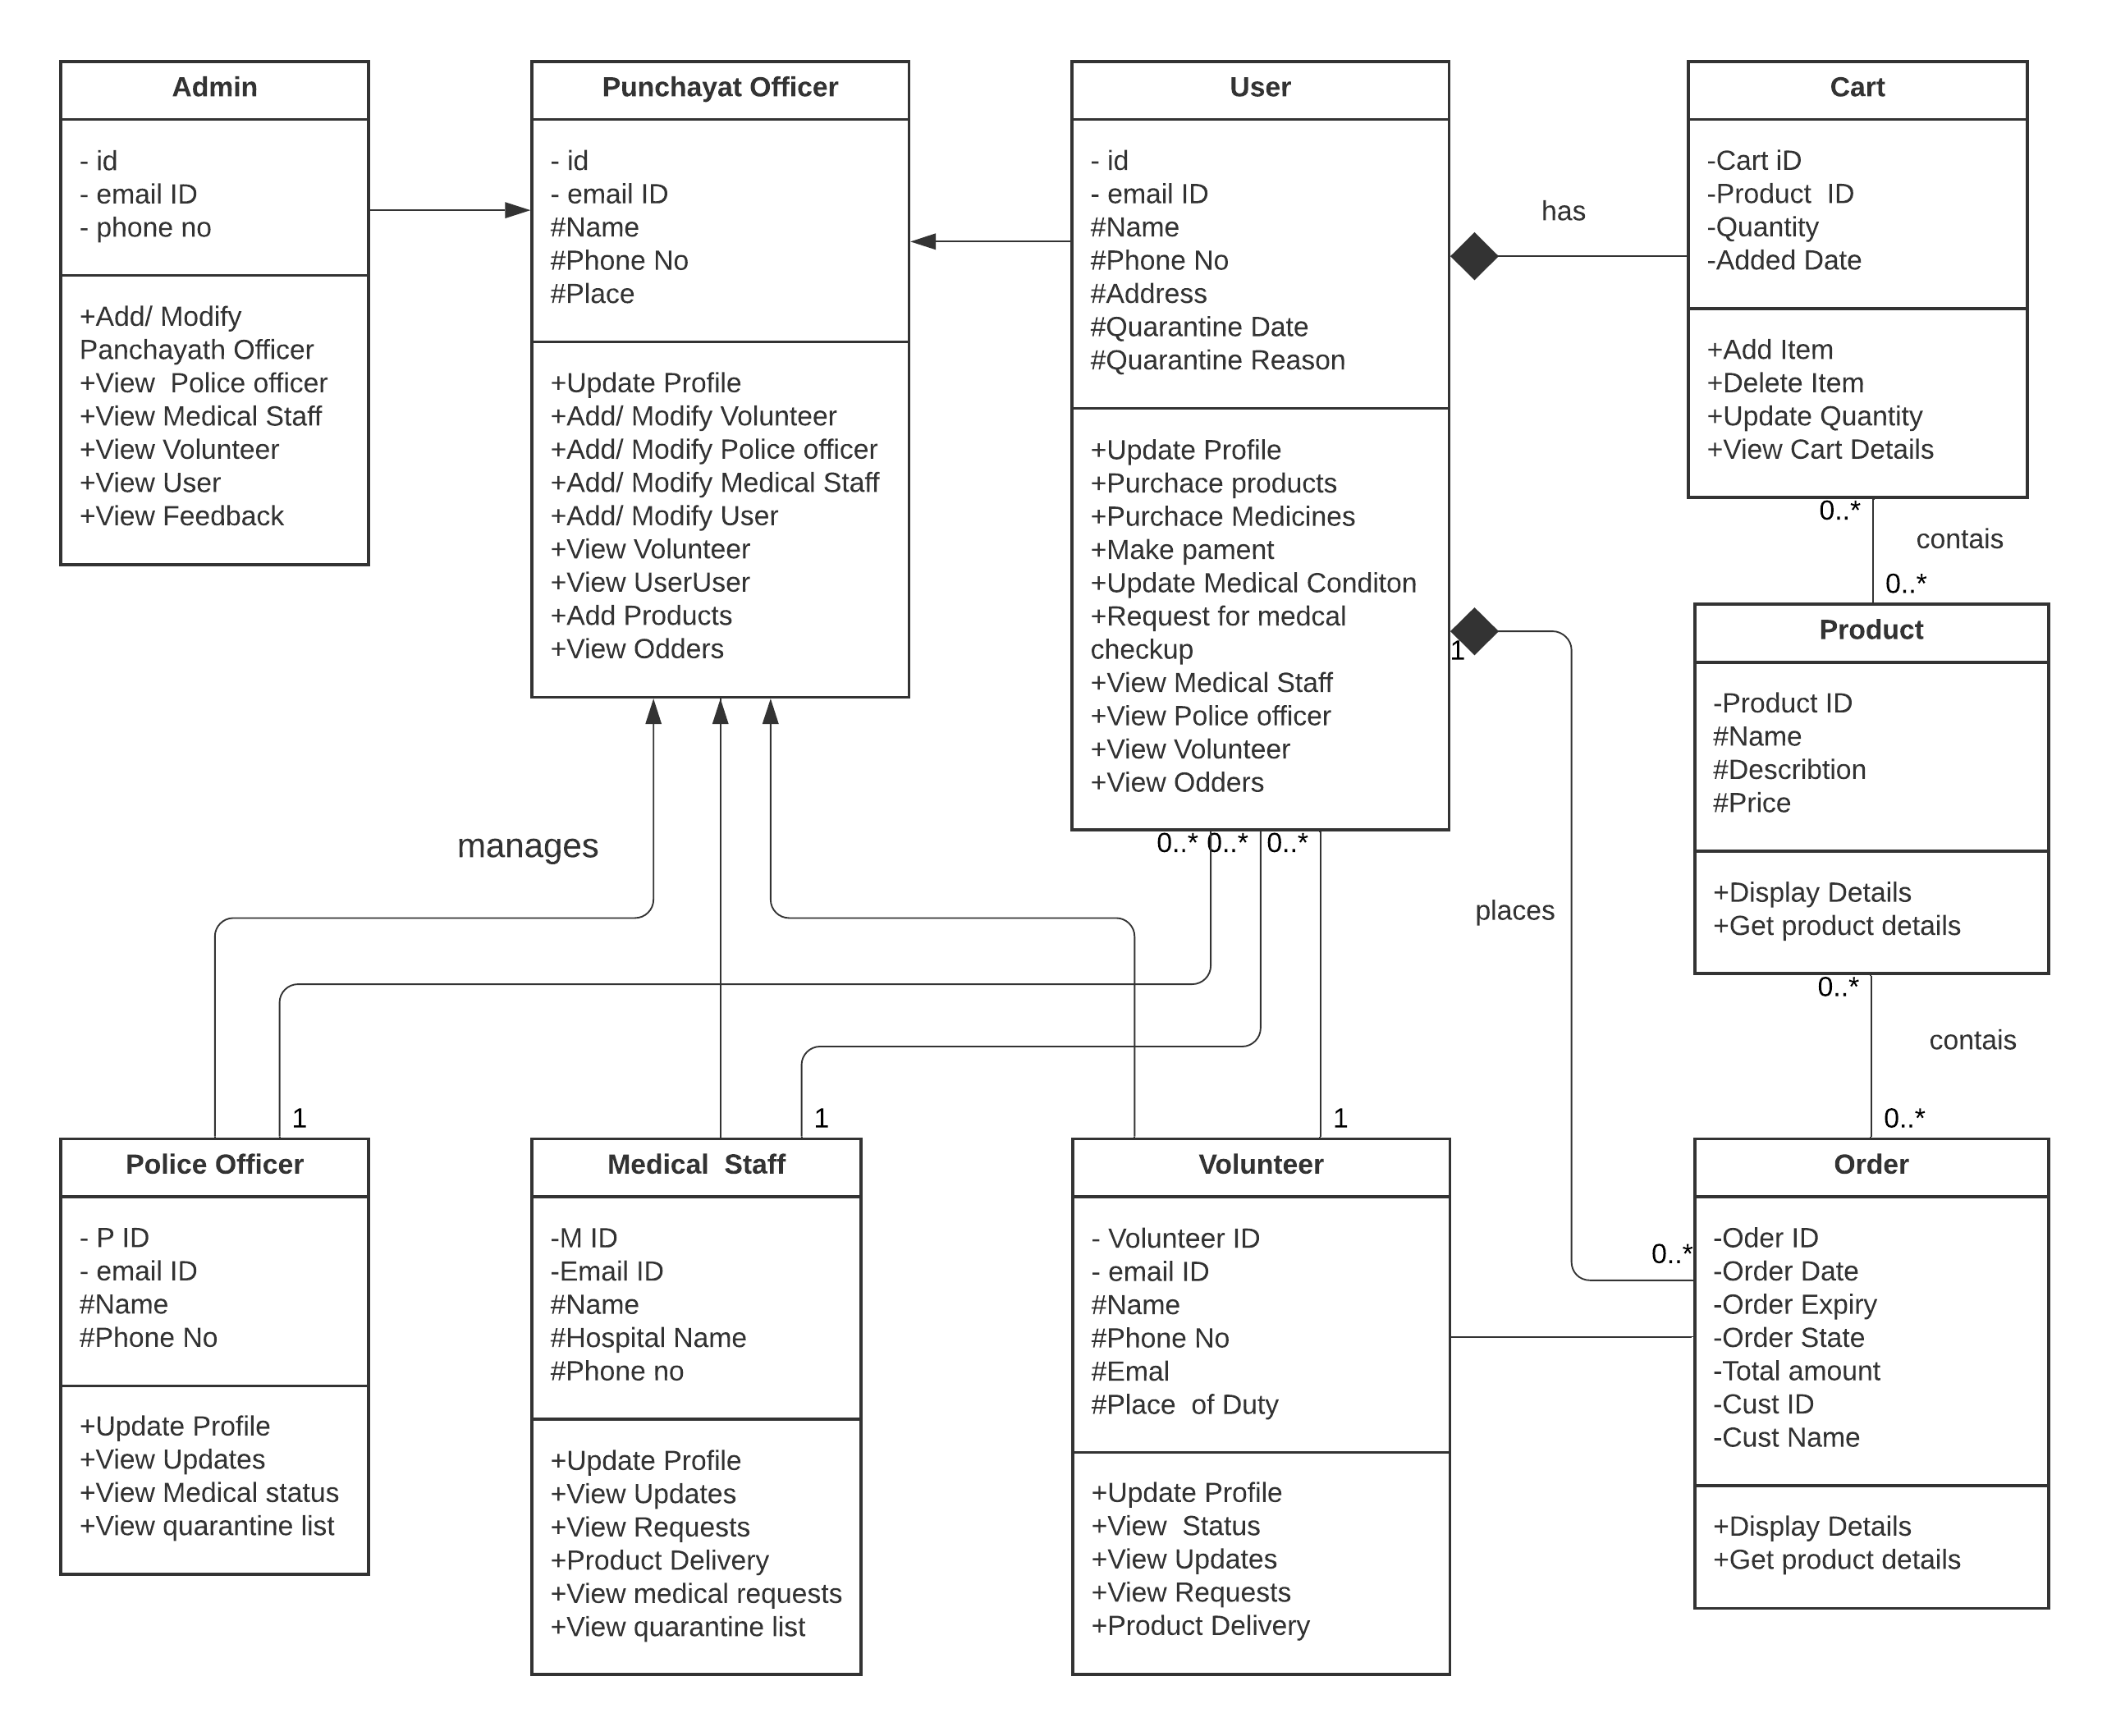 Admin
- id
- email ID
- phone no
+Add/ Modify
Panchayath Officer
+View  Police officer
+View Medical Staff
+View Volunteer
+View User
+View Feedback
Punchayat Officer
- id
- email ID
#Name
#Phone No
#Place
+Update Profile
+Add/ Modify Volunteer
+Add/ Modify Police officer
+Add/ Modify Medical Staff
+Add/ Modify User
+View Volunteer
+View UserUser
+Add Products
+View Odders
User
- id
- email ID
#Name
#Phone No
#Address
#Quarantine Date
#Quarantine Reason
+Update Profile
+Purchace products
+Purchace Medicines
+Make pament
+Update Medical Conditon
+Request for medcal
checkup
+View Medical Staff
+View Police officer
+View Volunteer
+View Odders
has
Cart
-Cart iD
-Product  ID
-Quantity
-Added Date
+Add Item
+Delete Item
+Update Quantity
+View Cart Details
0..*
contais
0..*
1
Product
-Product ID
#Name
#Describtion
#Price
+Display Details
+Get product details
manages
0..* 0..* 0..*
places
0..*
contais
0..*
1
1
1
0..*
Police Officer
- P ID
- email ID
#Name
#Phone No
+Update Profile
+View Updates
+View Medical status
+View quarantine list
Medical  Staff
-M ID
-Email ID
#Name
#Hospital Name
#Phone no
+Update Profile
+View Updates
+View Requests
+Product Delivery
+View medical requests
+View quarantine list
Volunteer
- Volunteer ID
- email ID
#Name
#Phone No
#Emal
#Place  of Duty
+Update Profile
+View  Status
+View Updates
+View Requests
+Product Delivery
Order
-Oder ID
-Order Date
-Order Expiry
-Order State
-Total amount
-Cust ID
-Cust Name
+Display Details
+Get product details